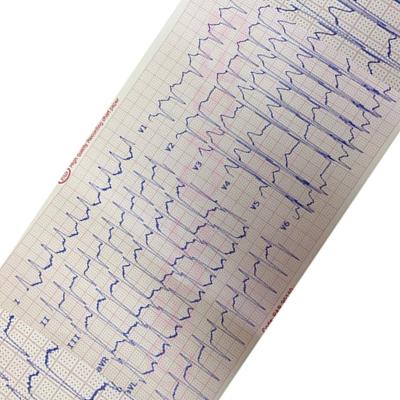 High Quality Recording chart paper
V1
V2
V3
V4
V5
V6
I
II
III
aVR
aVL